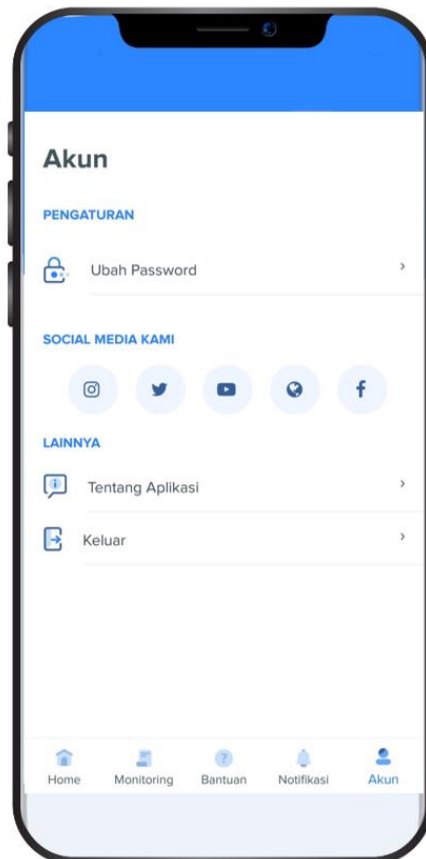 Akun
PENGATURAN
Ubah Password
SOCIAL MEDIA KAMI
LAINNYA
Tentang Aplikasi
Keluar
Home Monitoring Bantuan Notifikasi Akun